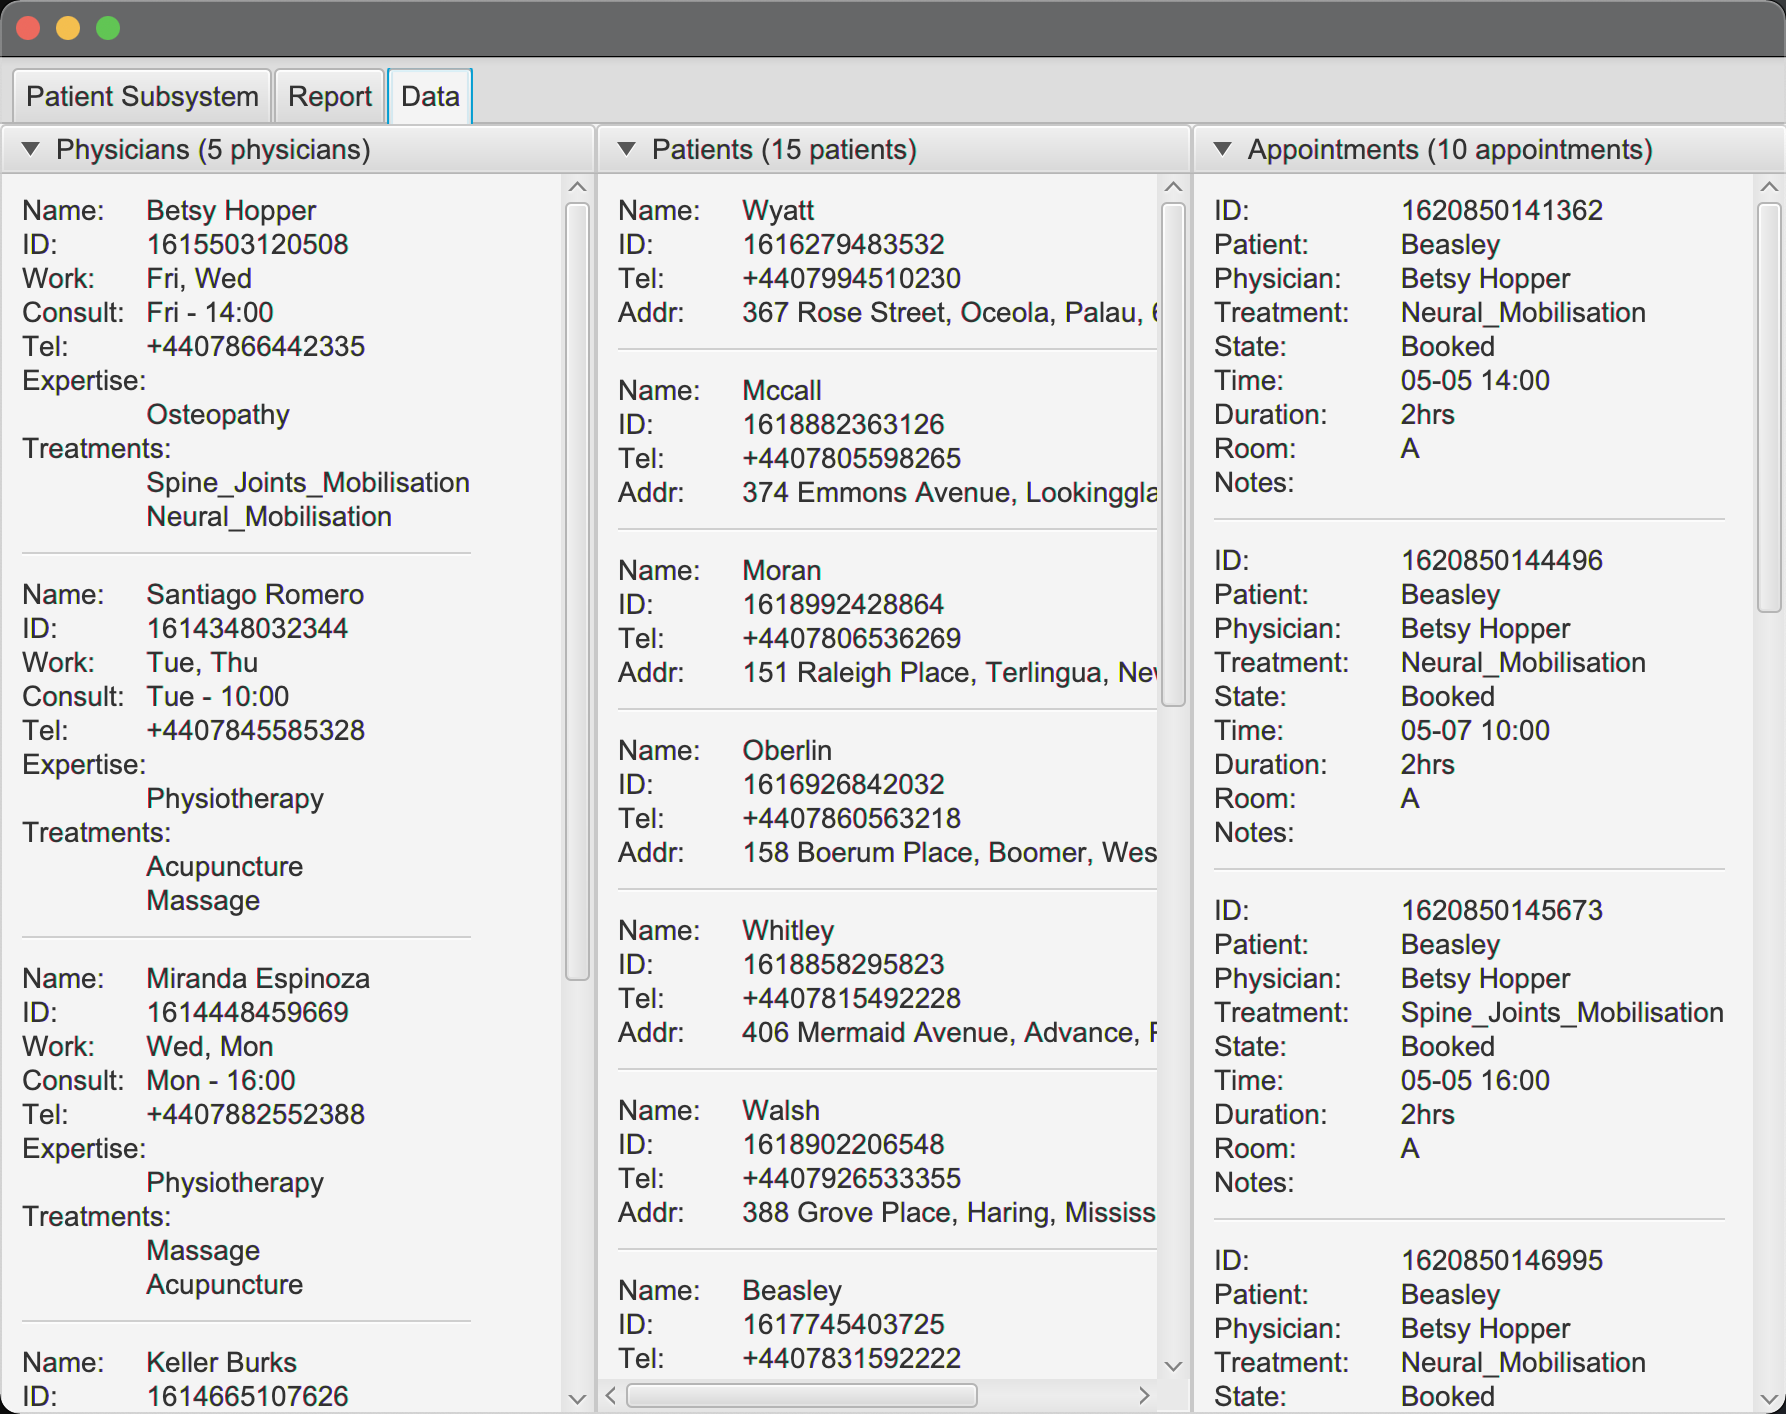 Patient Subsystem Report Data
Physicians (5 physicians)
Name: Betsy Hopper
ID: 1615503120508
Work: Fri, Wed
Consult: Fri - 14:00
Tel: +4407866442335
Expertise:
Osteopathy
Treatments:
Spine_Joints_Mobilisation
Neural_Mobilisation
Name: Santiago Romero
ID: 1614348032344
Work: Tue, Thu
Consult: Tue - 10:00
Tel: +4407845585328
Expertise:
Physiotherapy
Treatments:
Acupuncture
Massage
Name: Miranda Espinoza
ID: 1614448459669
Work: Wed, Mon
Consult: Mon - 16:00
Tel: +4407882552388
Expertise:
Physiotherapy
Treatments:
Massage
Acupuncture
Name: Keller Burks
ID: 1614665107626
Patients (15 patients)
Name: Wyatt
ID: 1616279483532
Tel: +4407994510230
Addr: 367 Rose Street, Oceola, Palau,
Name: Mccall
ID: 1618882363126
Tel: +4407805598265
Addr: 374 Emmons Avenue, Lookinggla
Name: Moran
ID: 1618992428864
Tel: +4407806536269
Addr: 151 Raleigh Place, Terlingua, New
Name: Oberlin
ID: 1616926842032
Tel: +4407860563218
Addr: 158 Boerum Place, Boomer, Wes
Name: Whitley
ID: 1618858295823
Tel: +4407815492228
Addr: 406 Mermaid Avenue, Advance,
Name: Walsh
ID: 1618902206548
Tel: +4407926533355
Addr: 388 Grove Place, Haring, Mississ
Name: Beasley
ID: 1617745403725
Tel: +4407831592222
Appointments (10 appointments)
ID: 1620850141362
Patient: Beasley
Physician: Betsy Hopper
Treatment: Neural_Mobilisation
State: Booked
Time: 05-05 14:00
Duration: 2hrs
Room: A
Notes:
ID: 1620850144496
Patient: Beasley
Physician: Betsy Hopper
Treatment: Neural_Mobilisation
State: Booked
Time: 05-07 10:00
Duration: 2hrs
Room: A
Notes:
ID: 1620850145673
Patient: Beasley
Physician: Betsy Hopper
Treatment: Spine_Joints_Mobilisation
State: Booked
Time: 05-05 16:00
Duration: 2hrs
Room: A
Notes:
ID: 1620850146995
Patient: Beasley
Physician: Betsy Hopper
Treatment: Neural_Mobilisation
State: Booked